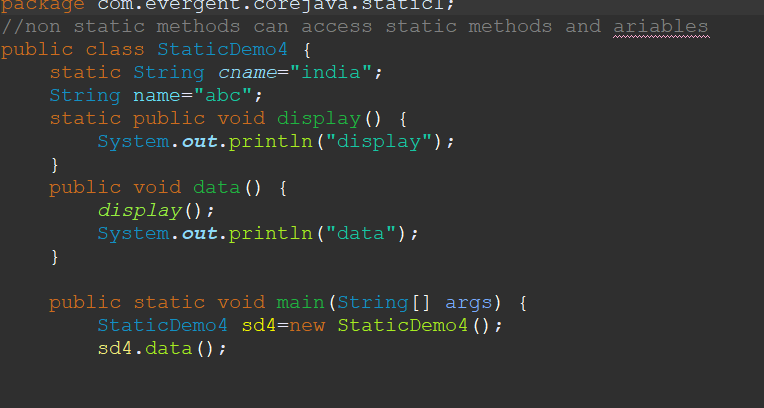 package com.evergent.corejava.static1;
//non static methods can access static methods and ariables
public class StaticDemo4 {
    static String cname="india";
    String name="abc";
    static public void display() {
        System.out.println("display");
    }
    public void data() {
        display();
        System.out.println("data");
    }
    public static void main(String[] args) {
        StaticDemo4 sd4=new StaticDemo4();
        sd4.data();